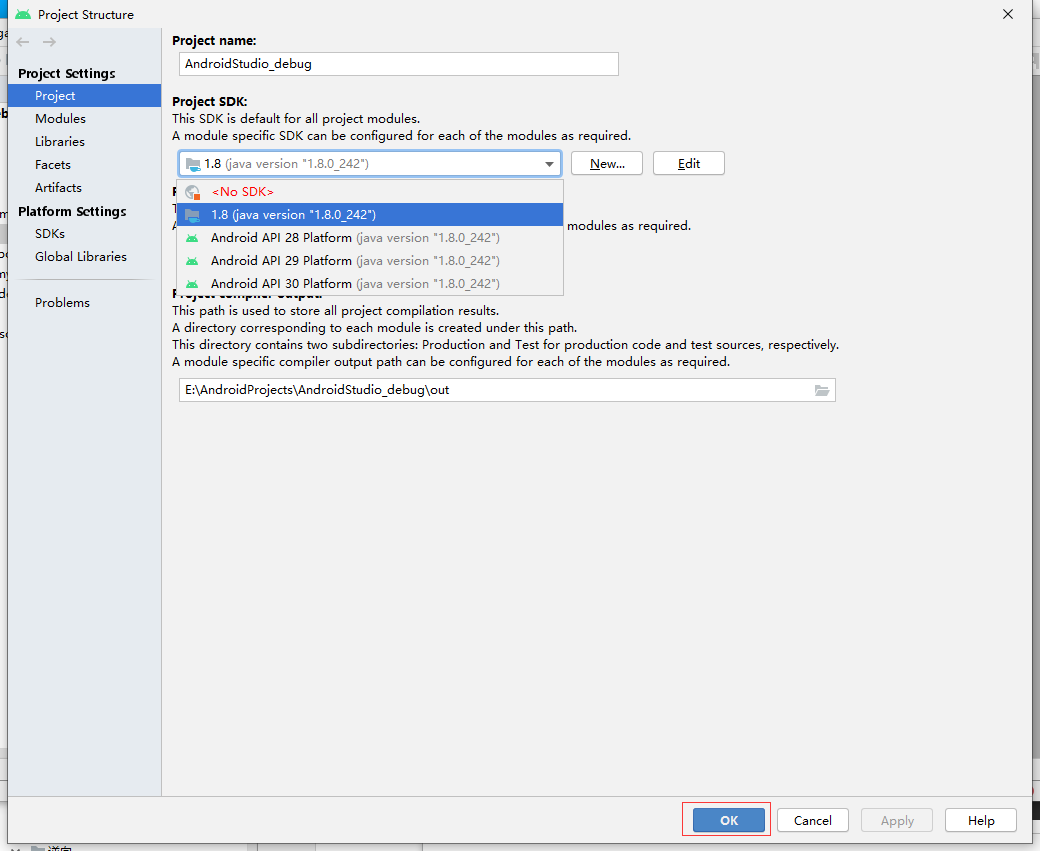 Project Structure
Project Settings
Project
Modules
Libraries
Facets
Artifacts
Platform Settings
SDKs
Global Libraries
Problems
Project name:
AndroidStudio_debug
Project SDK:
This SDK is default for all project modules.
A module specific SDK can be configured for each of the modules as required.
1.8 (java version "1.8.0_242")
New...
Edit
<No SDK>
1.8 (java version "1.8.0_242")
Android API 28 Platform (java version "1.8.0_242")
Android API 29 Platform (java version "1.8.0_242")
Android API 30 Platform (java version "1.8.0_242")
modules as required.
Project compiler output:
This path is used to store all project compilation results.
A directory corresponding to each module is created under this path.
This directory contains two subdirectories: Production and Test for production code and test sources, respectively.
A module specific compiler output path can be configured for each of the modules as required.
E:\AndroidProjects\AndroidStudio_debug\out
OK
Cancel
Apply
Help